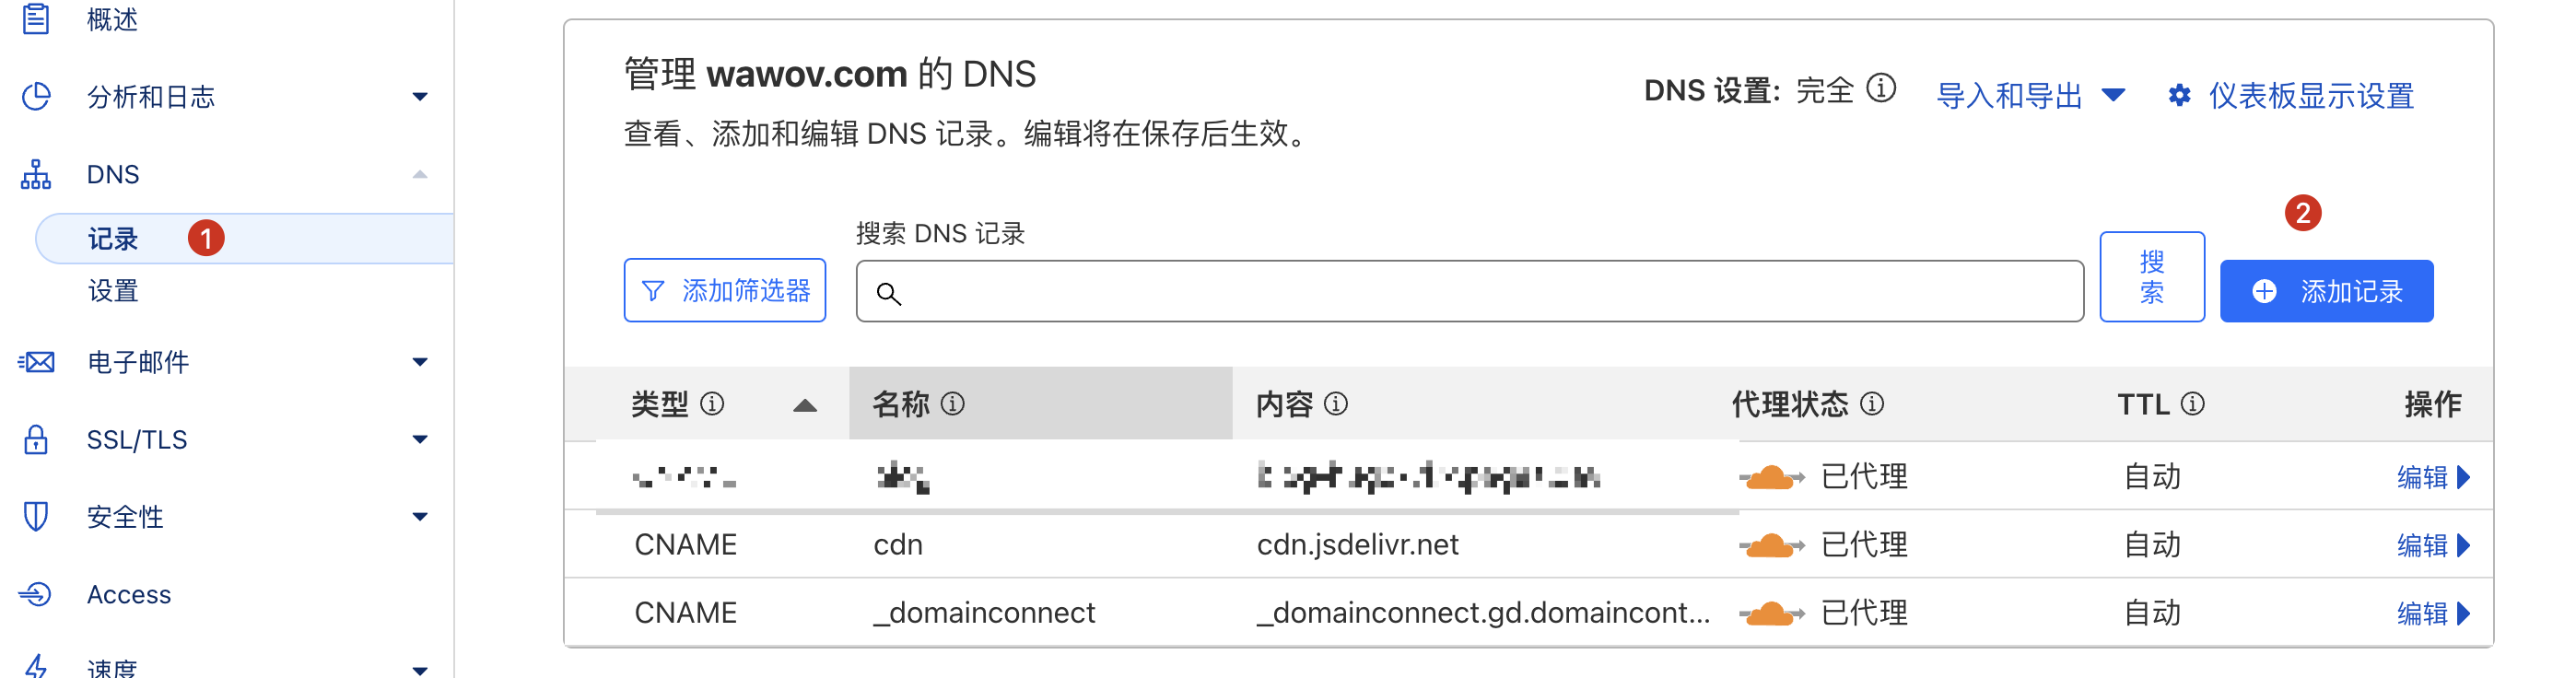 概述
分析和日志
DNS
记录 1
设置
电子邮件
SSL/TLS
安全性
Access
速度
管理 wawov.com 的 DNS
查看、添加和编辑 DNS 记录。编辑将在保存后生效。
DNS 设置: 完全 导入和导出 仪表板显示设置
2
搜索 DNS 记录
添加筛选器 搜索 添加记录
类型 名称 内容 代理状态 TTL 操作
已代理 自动 编辑
CNAME cdn cdn.jsdelivr.net 已代理 自动 编辑
CNAME _domainconnect _domainconnect.gd.domaincont... 已代理 自动 编辑